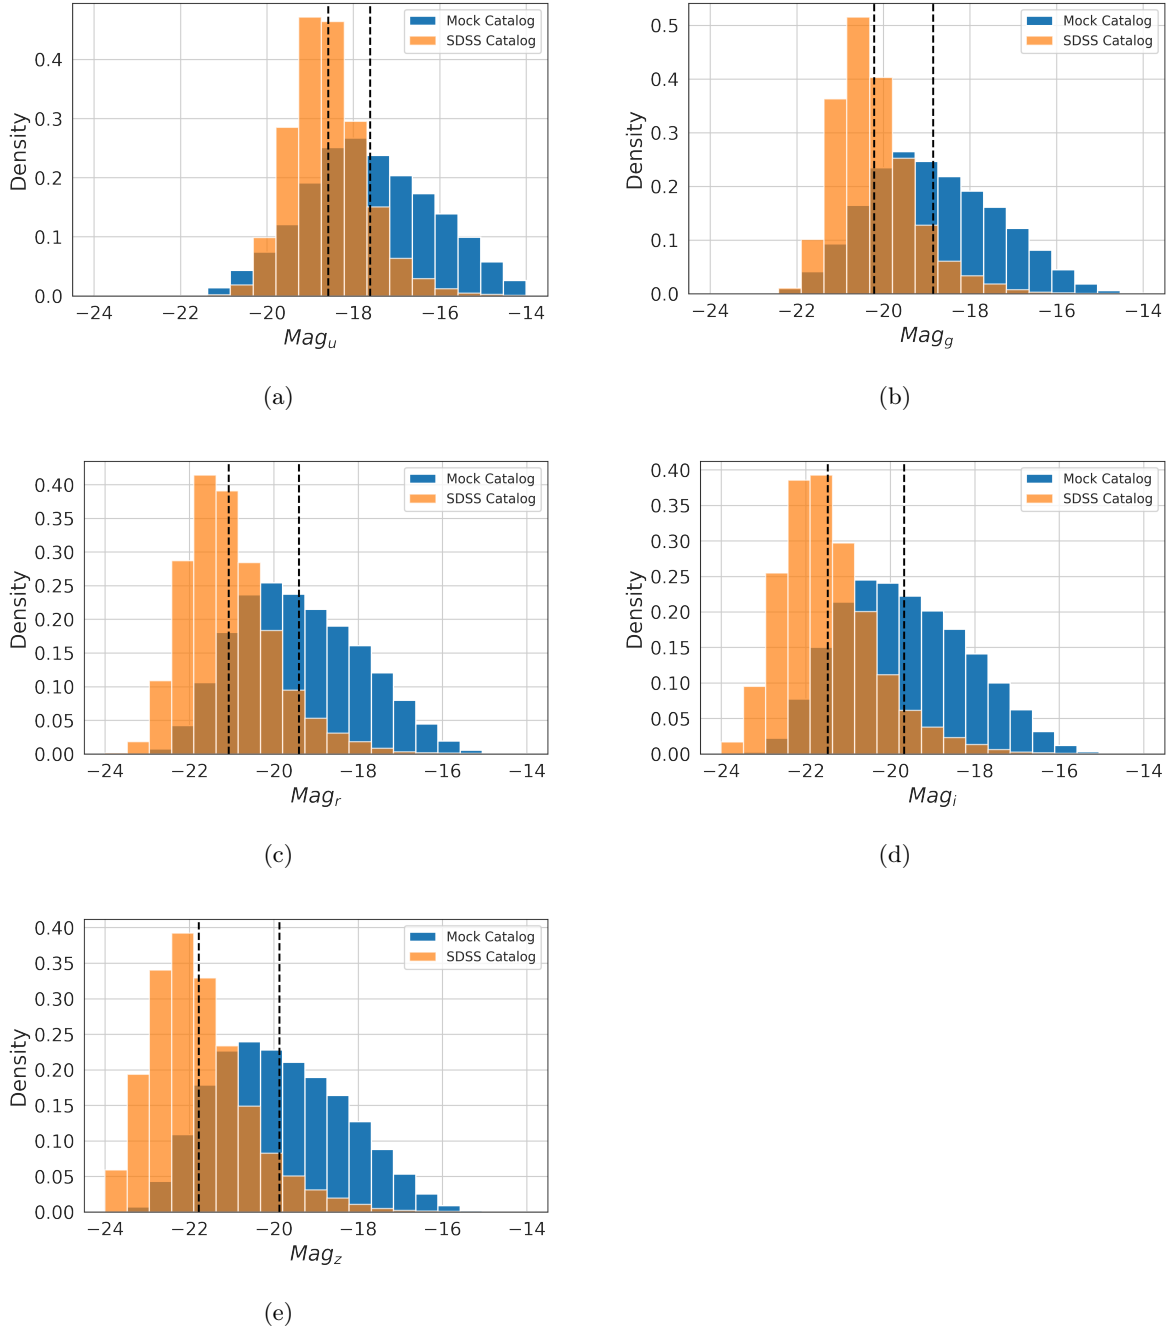 Mock Catalog
SDSS Catalog
Density
0.4
0.3
0.2
0.1
0.0
−24 −22 −20 −18 −16 −14
Mag_u
(a)
Mock Catalog
SDSS Catalog
Density
0.5
0.4
0.3
0.2
0.1
0.0
−24 −22 −20 −18 −16 −14
Mag_g
(b)
Mock Catalog
SDSS Catalog
Density
0.40
0.35
0.30
0.25
0.20
0.15
0.10
0.05
0.00
−24 −22 −20 −18 −16 −14
Mag_r
(c)
Mock Catalog
SDSS Catalog
Density
0.40
0.35
0.30
0.25
0.20
0.15
0.10
0.05
0.00
−24 −22 −20 −18 −16 −14
Mag_i
(d)
Mock Catalog
SDSS Catalog
Density
0.40
0.35
0.30
0.25
0.20
0.15
0.10
0.05
0.00
−24 −22 −20 −18 −16 −14
Mag_z
(e)